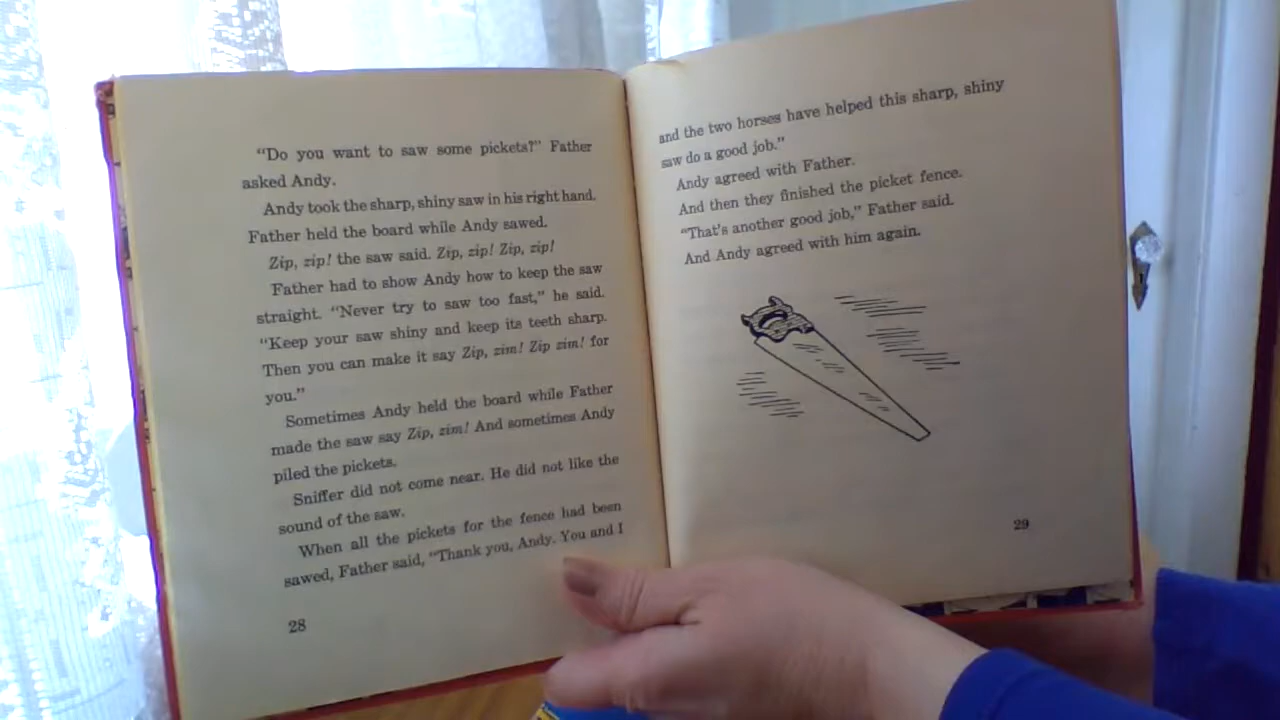 “Do you want to saw some pickets?” Father
asked Andy.
Andy took the sharp, shiny saw in his right hand.
Father held the board while Andy sawed.
Zip, zip! the saw said. Zip, zip! Zip, zip!
Father had to show Andy how to keep the saw
straight. “Never try to saw too fast,” he said.
“Keep your saw shiny and keep its teeth sharp.
Then you can make it say Zip, zim! Zip zim! for
you.”
Sometimes Andy held the board while Father
made the saw say Zip, zim! And sometimes Andy
piled the pickets.
Sniffer did not come near. He did not like the
sound of the saw.
When all the pickets for the fence had been
sawed, Father said, “Thank you, Andy. You and I
28
and the two horses have helped this sharp, shiny
saw do a good job.”
Andy agreed with Father.
And then they finished the picket fence.
“That’s another good job,” Father said.
And Andy agreed with him again.
29